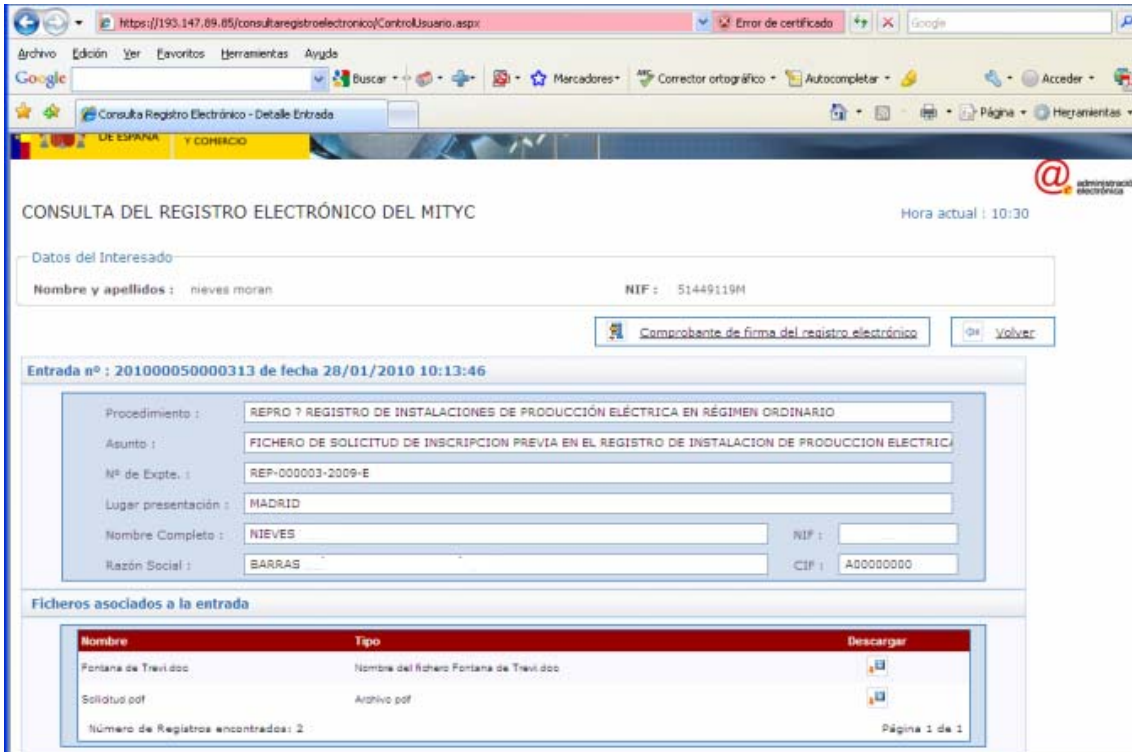 https://193.147.89.85/consultaregistroelectronico/ControlUsuario.aspx Error de certificado Google
Archivo Edición Ver Favoritos Herramientas Ayuda
Google Buscar Marcadores Corrector ortográfico Autocompletar Acceder
Consulta Registro Electrónico - Detalle Entrada Página Herramientas
DE ESPAÑA Y COMERCIO
administració
electrónica
CONSULTA DEL REGISTRO ELECTRÓNICO DEL MITYC Hora actual : 10:30
Datos del Interesado
Nombre y apellidos : nieves moran NIF : 51449119M
Comprobante de firma del registro electrónico Volver
Entrada nº : 201000050000313 de fecha 28/01/2010 10:13:46
Procedimiento : REPRO ? REGISTRO DE INSTALACIONES DE PRODUCCIÓN ELÉCTRICA EN RÉGIMEN ORDINARIO
Asunto : FICHERO DE SOLICITUD DE INSCRIPCION PREVIA EN EL REGISTRO DE INSTALACION DE PRODUCCION ELECTRICA
Nº de Expte. : REP-000003-2009-E
Lugar presentación : MADRID
Nombre Completo : NIEVES NIF :
Razón Social : BARRAS CIF : A00000000
Ficheros asociados a la entrada
Nombre Tipo Descargar
Fontana de Trevi.doc Nombre del fichero Fontana de Trevi.doc
Solicitud.pdf Archivo pdf
Número de Registros encontrados: 2 Página 1 de 1